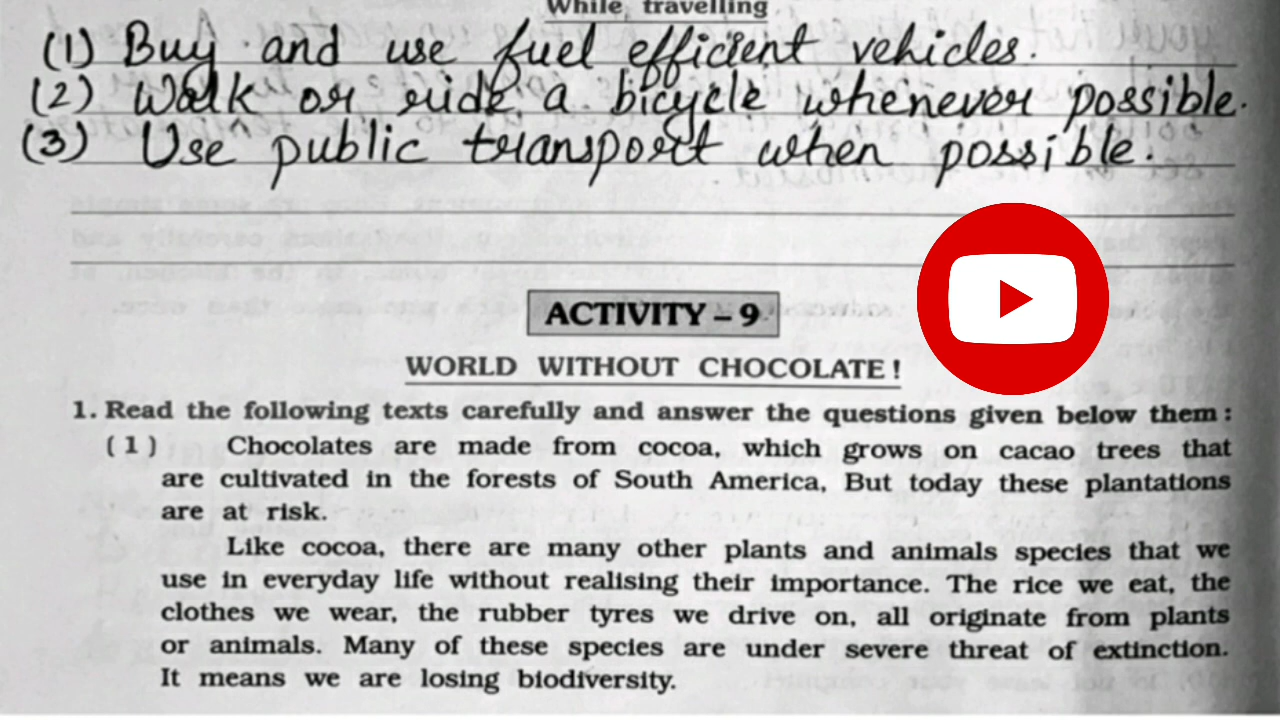 While travelling
(1) Buy and use fuel efficient vehicles.
(2) Walk or ride a bicycle whenever possible.
(3) Use public transport when possible.
ACTIVITY – 9
WORLD WITHOUT CHOCOLATE!
1. Read the following texts carefully and answer the questions given below them:
(1) Chocolates are made from cocoa, which grows on cacao trees that
are cultivated in the forests of South America, But today these plantations
are at risk.
Like cocoa, there are many other plants and animals species that we
use in everyday life without realising their importance. The rice we eat, the
clothes we wear, the rubber tyres we drive on, all originate from plants
or animals. Many of these species are under severe threat of extinction.
It means we are losing biodiversity.